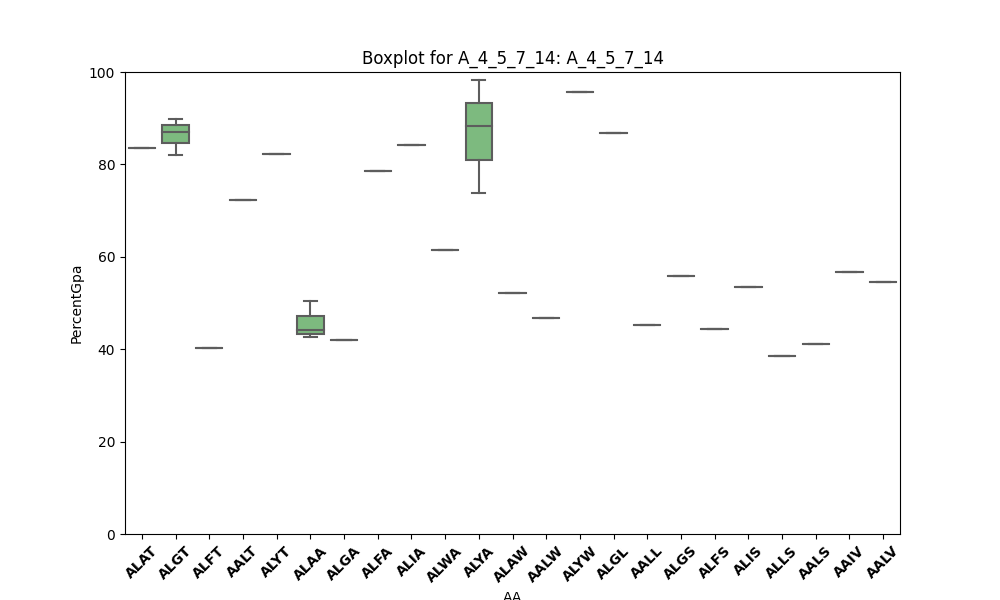 Boxplot for A_4_5_7_14: A_4_5_7_14
100
80
60
40
20
0
PercentGpa
ALAT ALGT ALFT AALT ALYT ALAA ALGA ALFA ALIA ALWA ALYA ALAW AALW ALYW ALGL AALL ALGS ALFS ALIS ALLS AALS AAIV AALV
AA